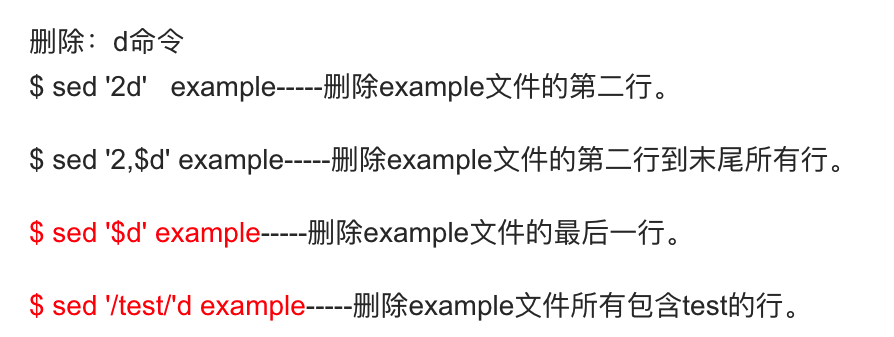 删除：d命令
$ sed '2d'   example-----删除example文件的第二行。
$ sed '2,$d' example-----删除example文件的第二行到末尾所有行。
$ sed '$d' example-----删除example文件的最后一行。
$ sed '/test/'d example-----删除example文件所有包含test的行。